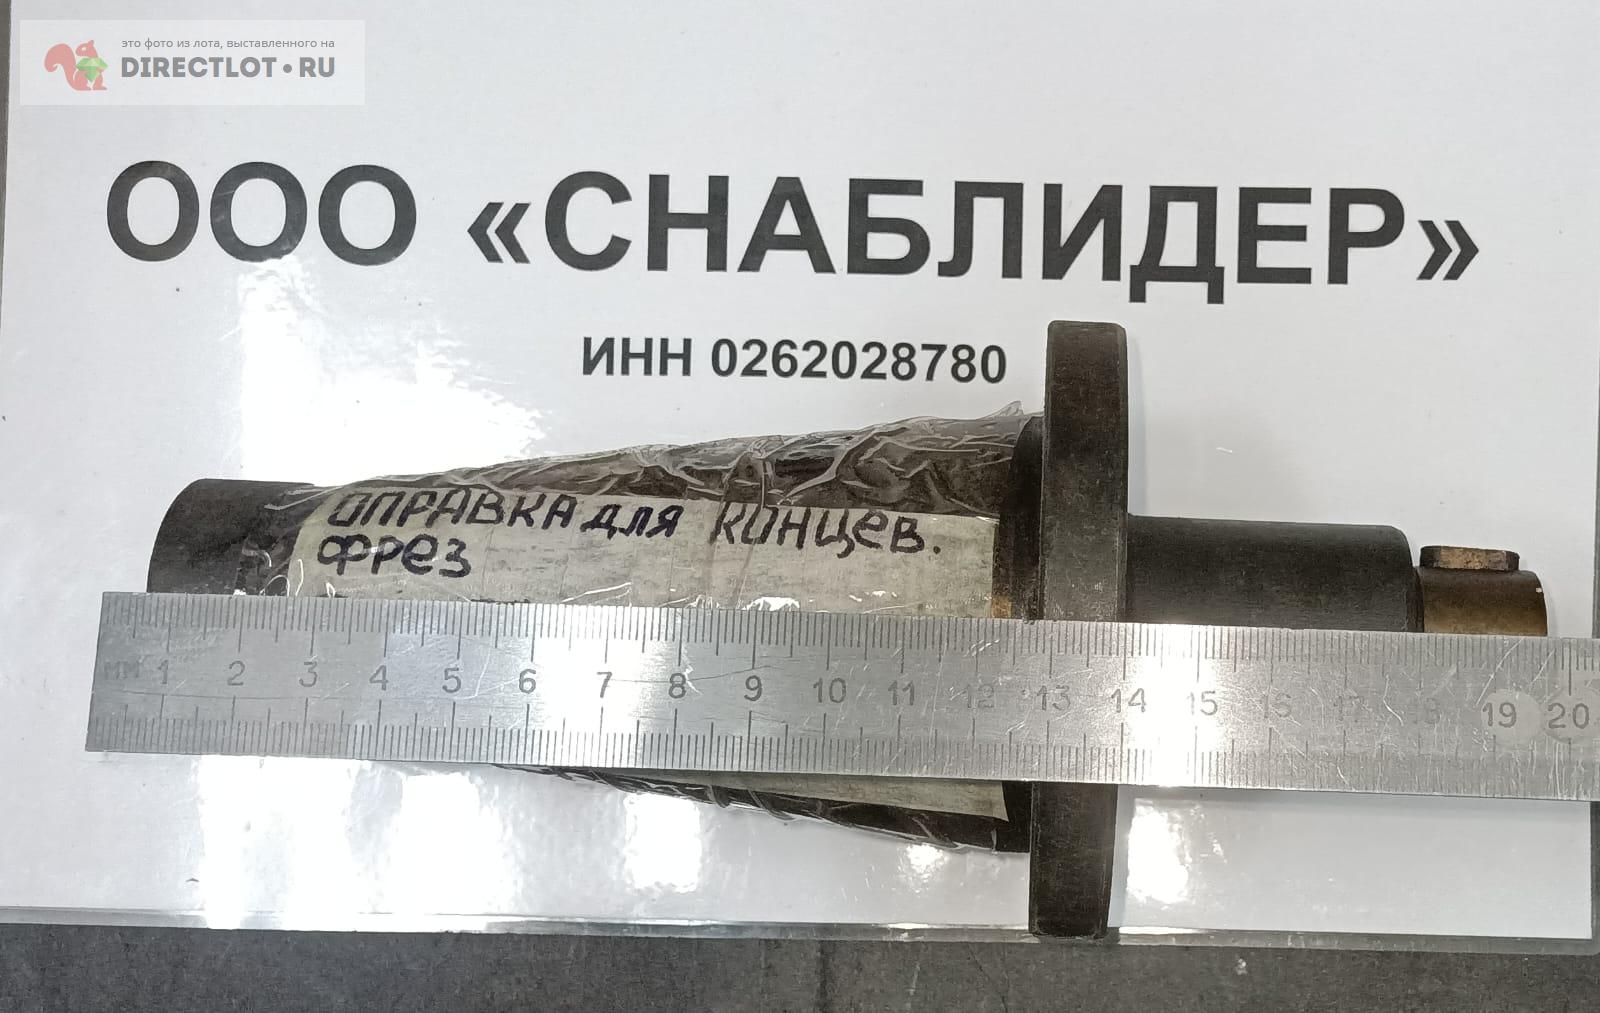 это фото из лота, выставленного на
DIRECTLOT•RU
ООО «СНАБЛИДЕР»
ИНН 0262028780
ОПРАВКА ДЛЯ КОНЦЕВ.
ФРЕЗ
мм 1 2 3 4 5 6 7 8 9 10 11 12 13 14 15 16 17 18 19 20